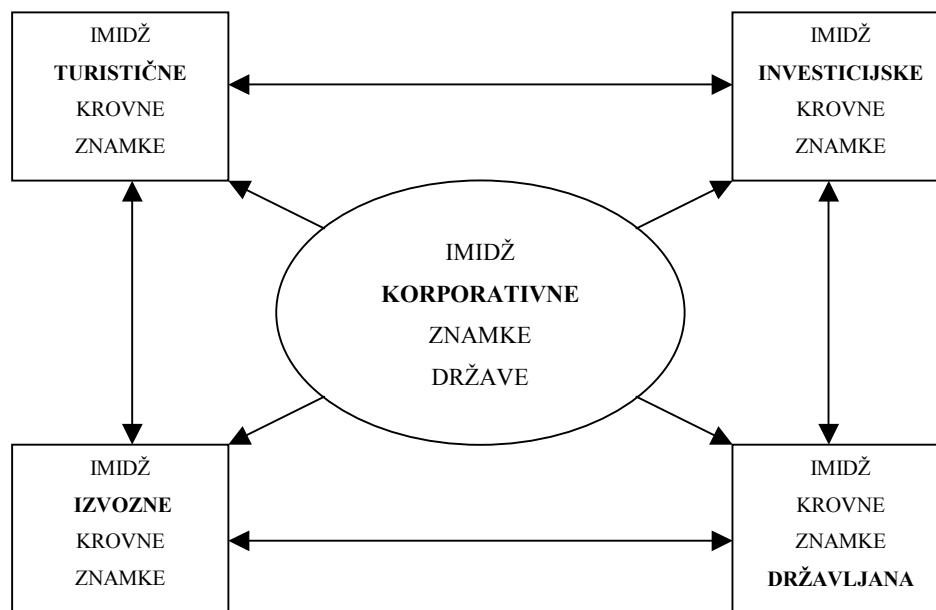 IMIDŽ
TURISTIČNE
KROVNE
ZNAMKE
IMIDŽ
INVESTICIJSKE
KROVNE
ZNAMKE
IMIDŽ
KORPORATIVNE
ZNAMKE
DRŽAVE
IMIDŽ
IZVOZNE
KROVNE
ZNAMKE
IMIDŽ
KROVNE
ZNAMKE
DRŽAVLJANA